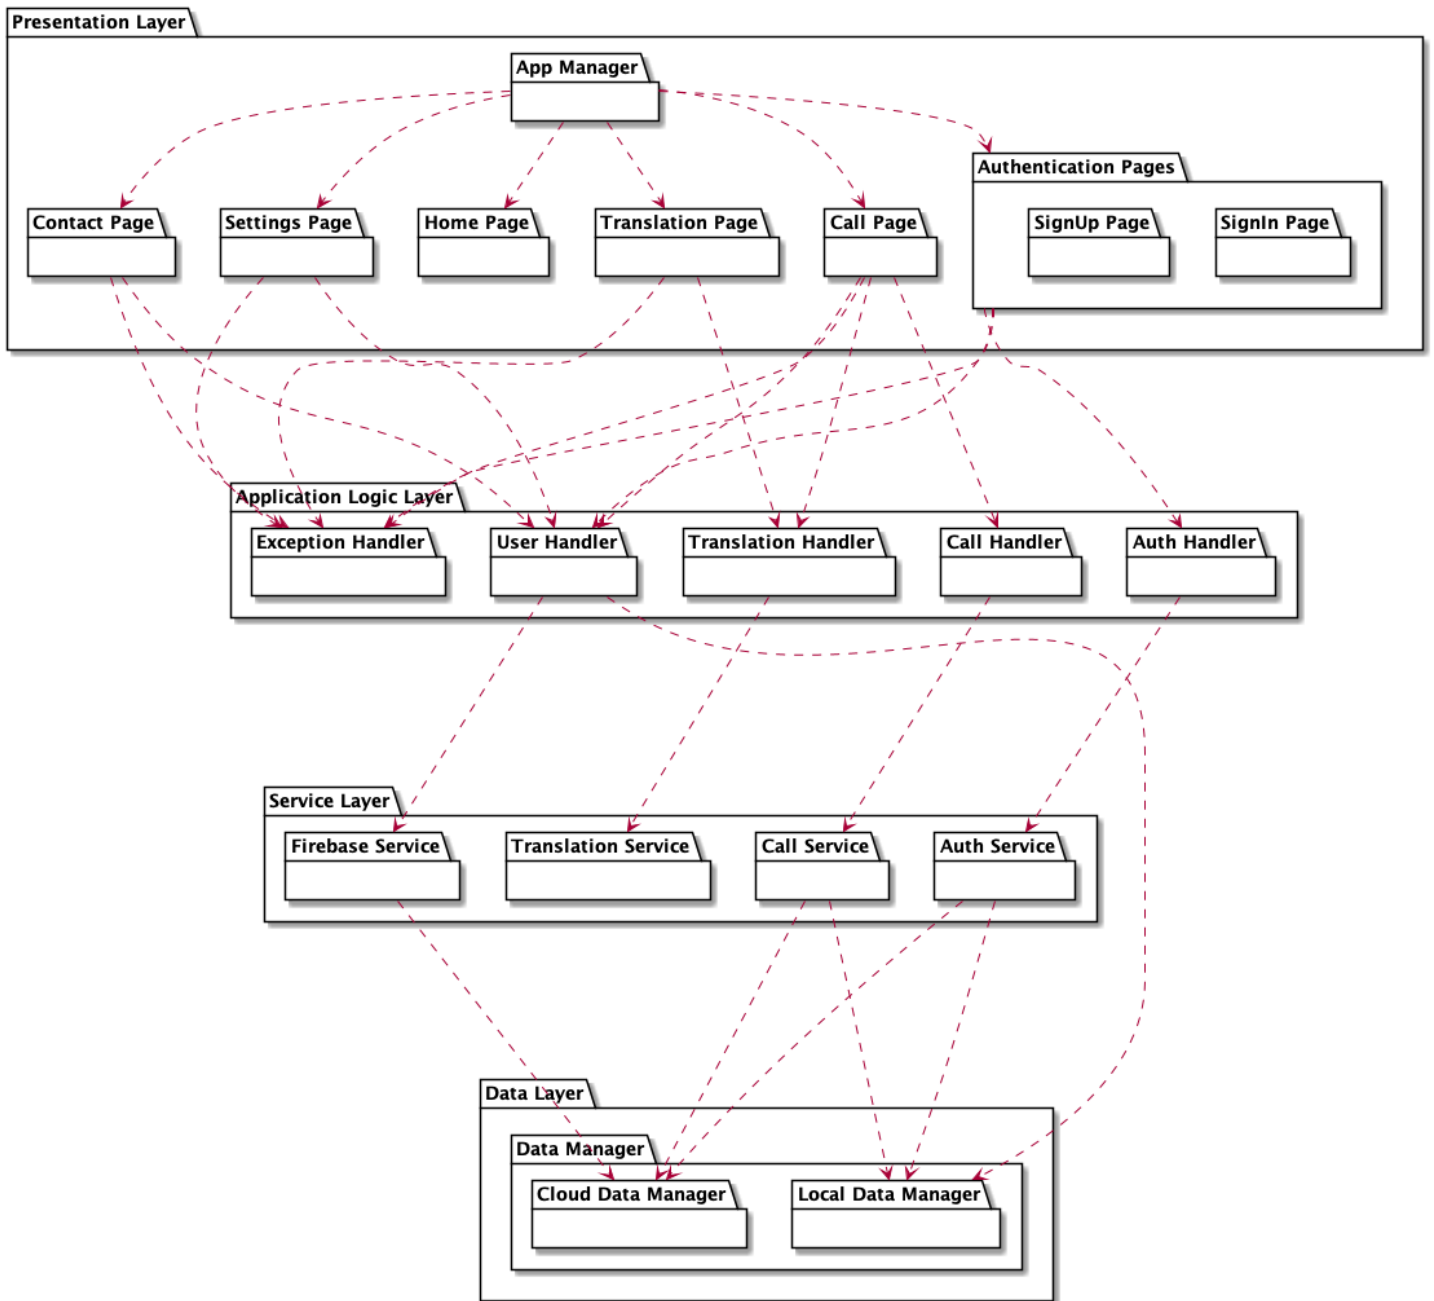 Presentation Layer
App Manager
Authentication Pages
Contact Page
Settings Page
Home Page
Translation Page
Call Page
SignUp Page
SignIn Page
Application Logic Layer
Exception Handler
User Handler
Translation Handler
Call Handler
Auth Handler
Service Layer
Firebase Service
Translation Service
Call Service
Auth Service
Data Layer
Data Manager
Cloud Data Manager
Local Data Manager